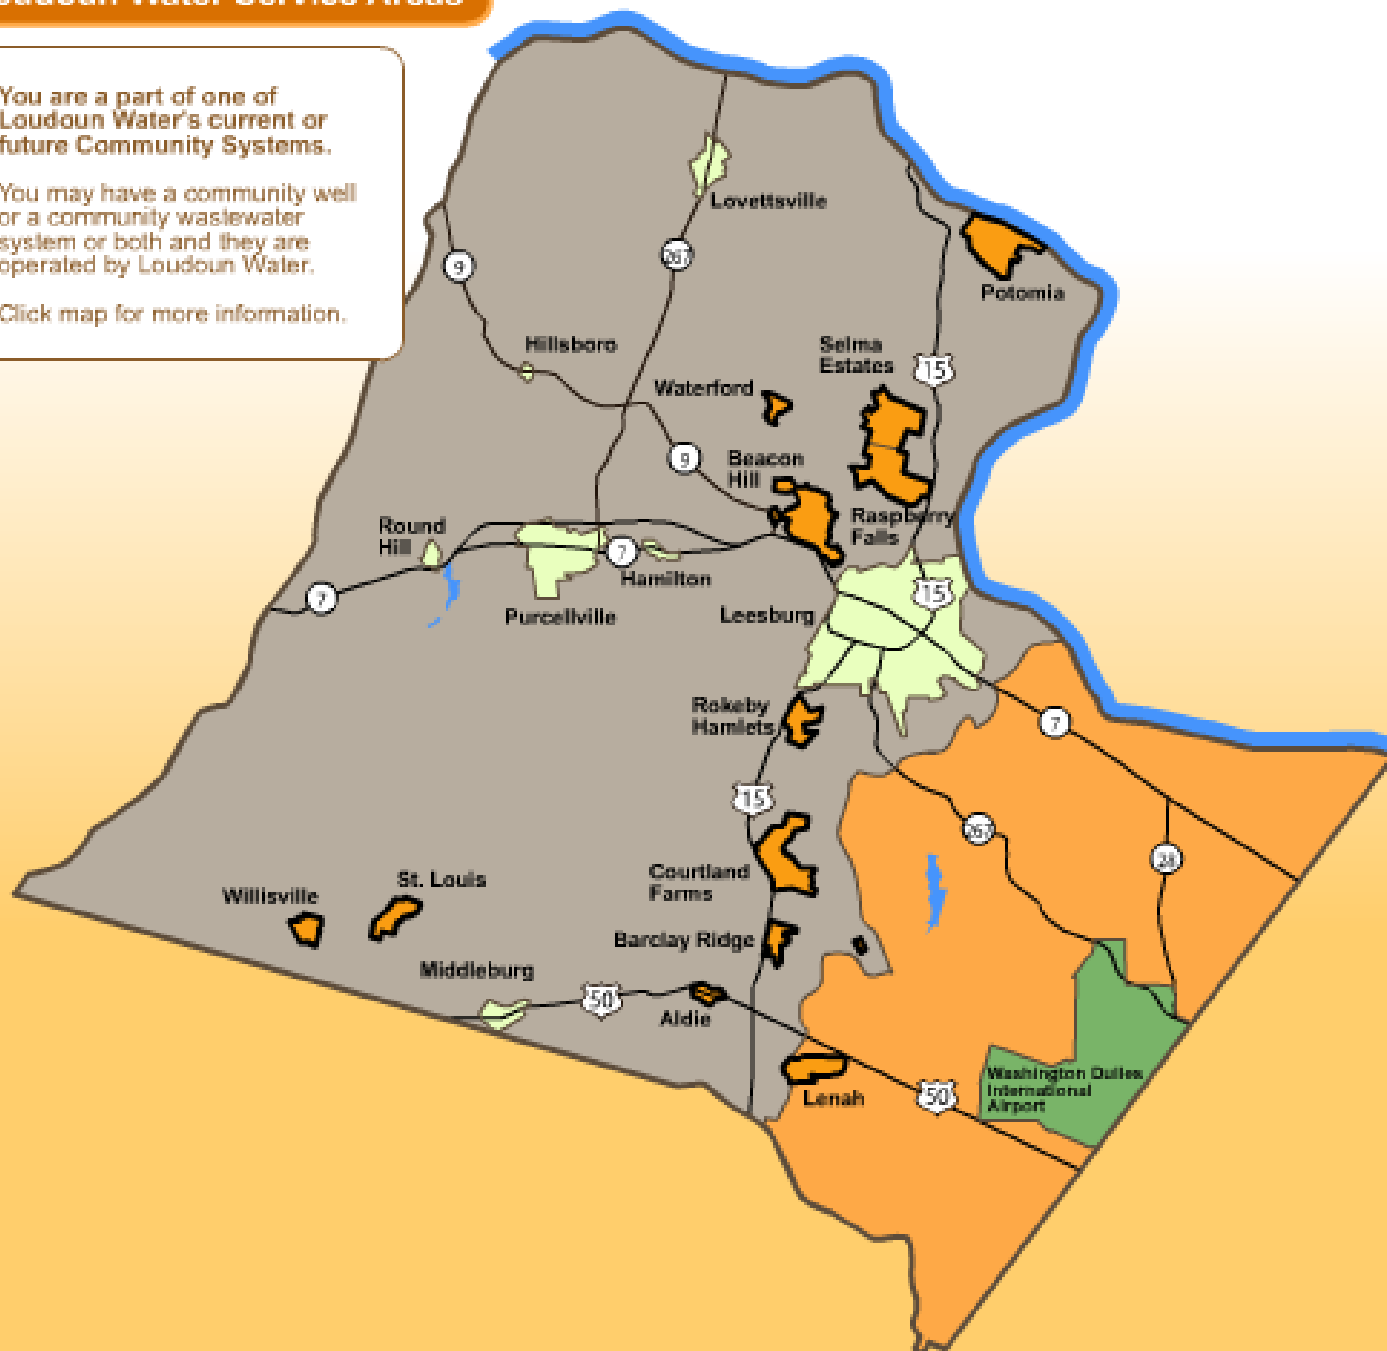 Loudoun Water Service Areas
You are a part of one of
Loudoun Water's current or
future Community Systems.
You may have a community well
or a community wastewater
system or both and they are
operated by Loudoun Water.
Click map for more information.
Lovettsville
9
267
Potomia
Hillsboro
Selma
Estates
15
Waterford
9
Beacon
Hill
Round
Hill
Raspberry
Falls
7
Hamilton
7
15
Purcellville
Leesburg
Rokeby
Hamlets
7
15
267
28
Courtland
Farms
St. Louis
Willisville
Barclay Ridge
Middleburg
50
Aldie
Washington Dulles
International
Airport
50
Lenah